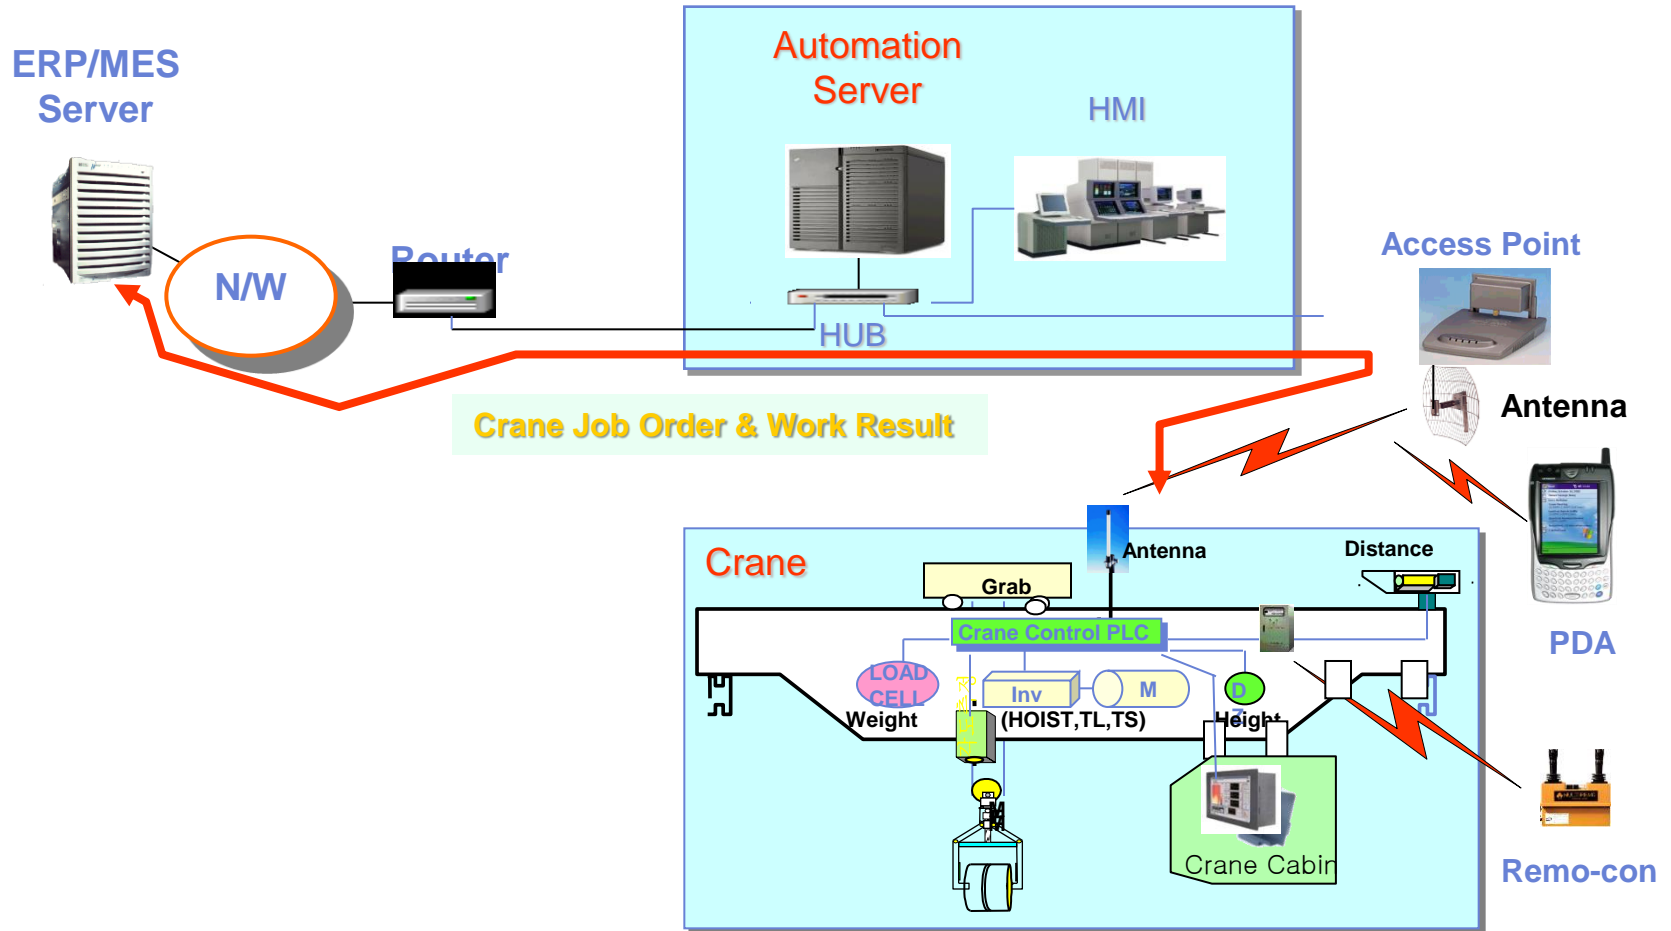 ERP/MES
Server
Automation
Server
HMI
N/W
Router
HUB
Access Point
Antenna
Crane Job Order & Work Result
PDA
Crane
Antenna
Distance
Grab
Crane Control PLC
LOAD
CELL
Inv
M
D
Z
Weight
(HOIST,TL,TS)
Height
Crane Cabin
Remo-con